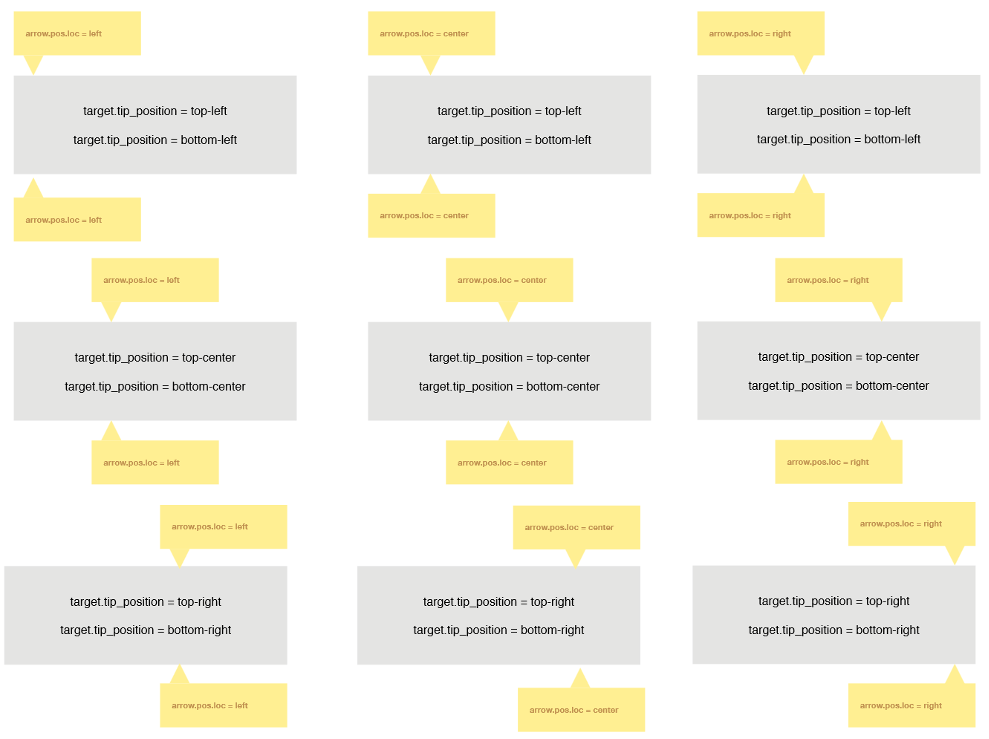 arrow.pos.loc = left
arrow.pos.loc = center
arrow.pos.loc = right
target.tip_position = top-left
target.tip_position = bottom-left
target.tip_position = top-left
target.tip_position = bottom-left
target.tip_position = top-left
target.tip_position = bottom-left
arrow.pos.loc = left
arrow.pos.loc = center
arrow.pos.loc = right
arrow.pos.loc = left
arrow.pos.loc = center
arrow.pos.loc = right
target.tip_position = top-center
target.tip_position = bottom-center
target.tip_position = top-center
target.tip_position = bottom-center
target.tip_position = top-center
target.tip_position = bottom-center
arrow.pos.loc = left
arrow.pos.loc = center
arrow.pos.loc = right
arrow.pos.loc = left
arrow.pos.loc = center
arrow.pos.loc = right
target.tip_position = top-right
target.tip_position = bottom-right
target.tip_position = top-right
target.tip_position = bottom-right
target.tip_position = top-right
target.tip_position = bottom-right
arrow.pos.loc = left
arrow.pos.loc = center
arrow.pos.loc = right